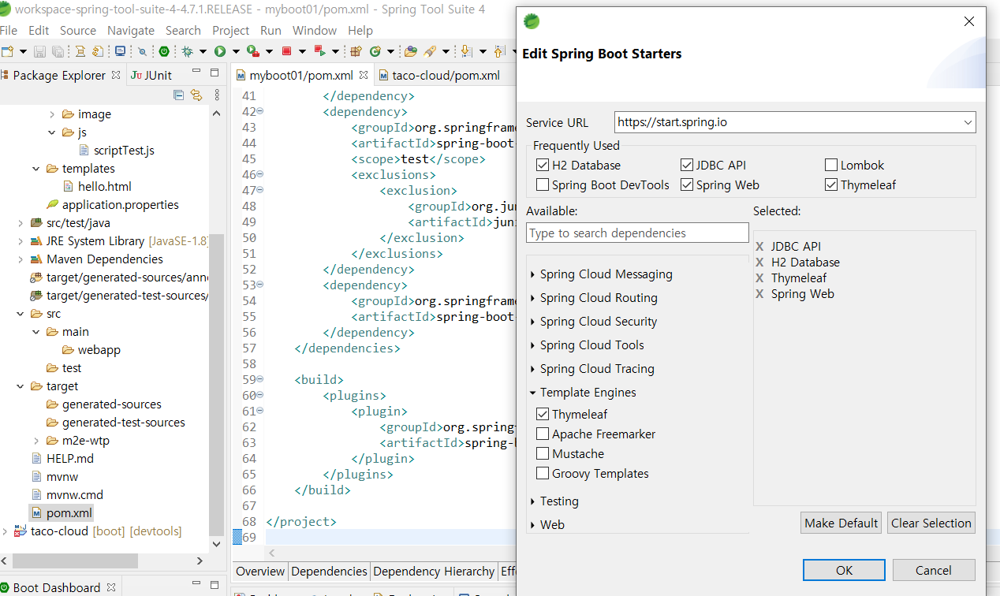 workspace-spring-tool-suite-4-4.7.1.RELEASE - myboot01/pom.xml - Spring Tool Suite 4
File Edit Source Navigate Search Project Run Window Help
Package Explorer
JUnit
image
js
scriptTest.js
templates
hello.html
application.properties
src/test/java
JRE System Library [JavaSE-1.8]
Maven Dependencies
target/generated-sources/anno
target/generated-test-sources/
src
main
webapp
test
target
generated-sources
generated-test-sources
m2e-wtp
HELP.md
mvnw
mvnw.cmd
pom.xml
taco-cloud [boot] [devtools]
Boot Dashboard
myboot01/pom.xml
taco-cloud/pom.xml
41 </dependency>
42 <dependency>
43 <groupId>org.springframe
44 <artifactId>spring-boot-
45 <scope>test</scope>
46 <exclusions>
47 <exclusion>
48 <groupId>org.jun
49 <artifactId>juni
50 </exclusion>
51 </exclusions>
52 </dependency>
53 <dependency>
54 <groupId>org.springframe
55 <artifactId>spring-boot-
56 </dependency>
57 </dependencies>
58
59 <build>
60 <plugins>
61 <plugin>
62 <groupId>org.spring
63 <artifactId>spring-b
64 </plugin>
65 </plugins>
66 </build>
67
68 </project>
69
Overview Dependencies Dependency Hierarchy Eff
Edit Spring Boot Starters
Service URL https://start.spring.io
Frequently Used
H2 Database JDBC API Lombok
Spring Boot DevTools Spring Web Thymeleaf
Available:
Type to search dependencies
Spring Cloud Messaging
Spring Cloud Routing
Spring Cloud Security
Spring Cloud Tools
Spring Cloud Tracing
Template Engines
Thymeleaf
Apache Freemarker
Mustache
Groovy Templates
Testing
Web
Selected:
X JDBC API
X H2 Database
X Thymeleaf
X Spring Web
Make Default Clear Selection
OK Cancel